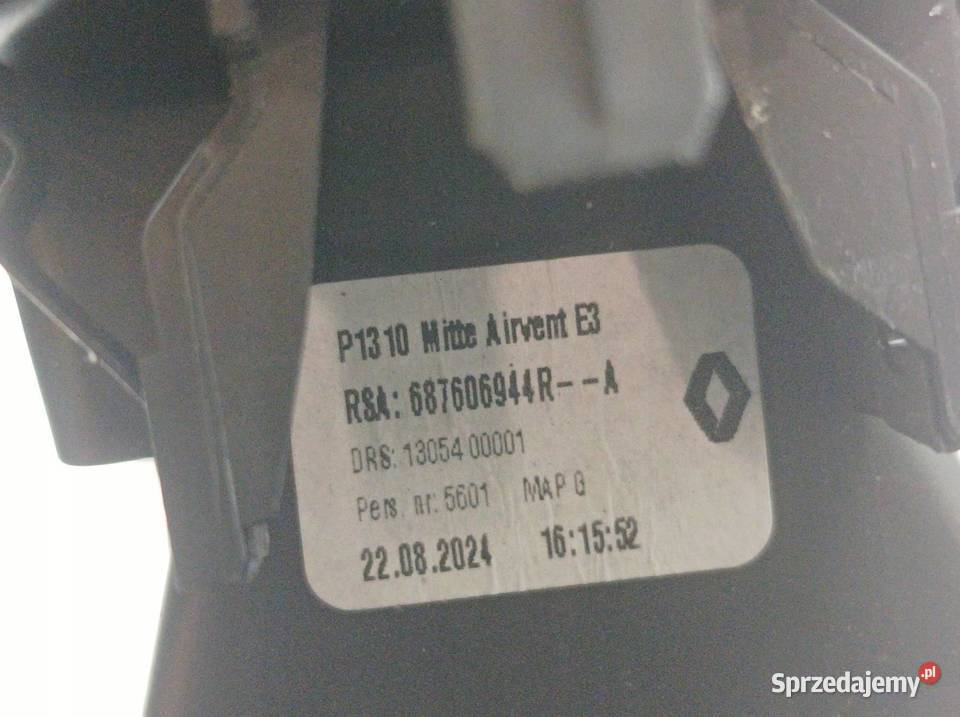 P1310 Mitte Airvent E3
RSA: 687606944R--A
DRS: 13054 00001
Pers. nr: 5601 MAP G
22.08.2024 16:15:52
Sprzedajemy.pl